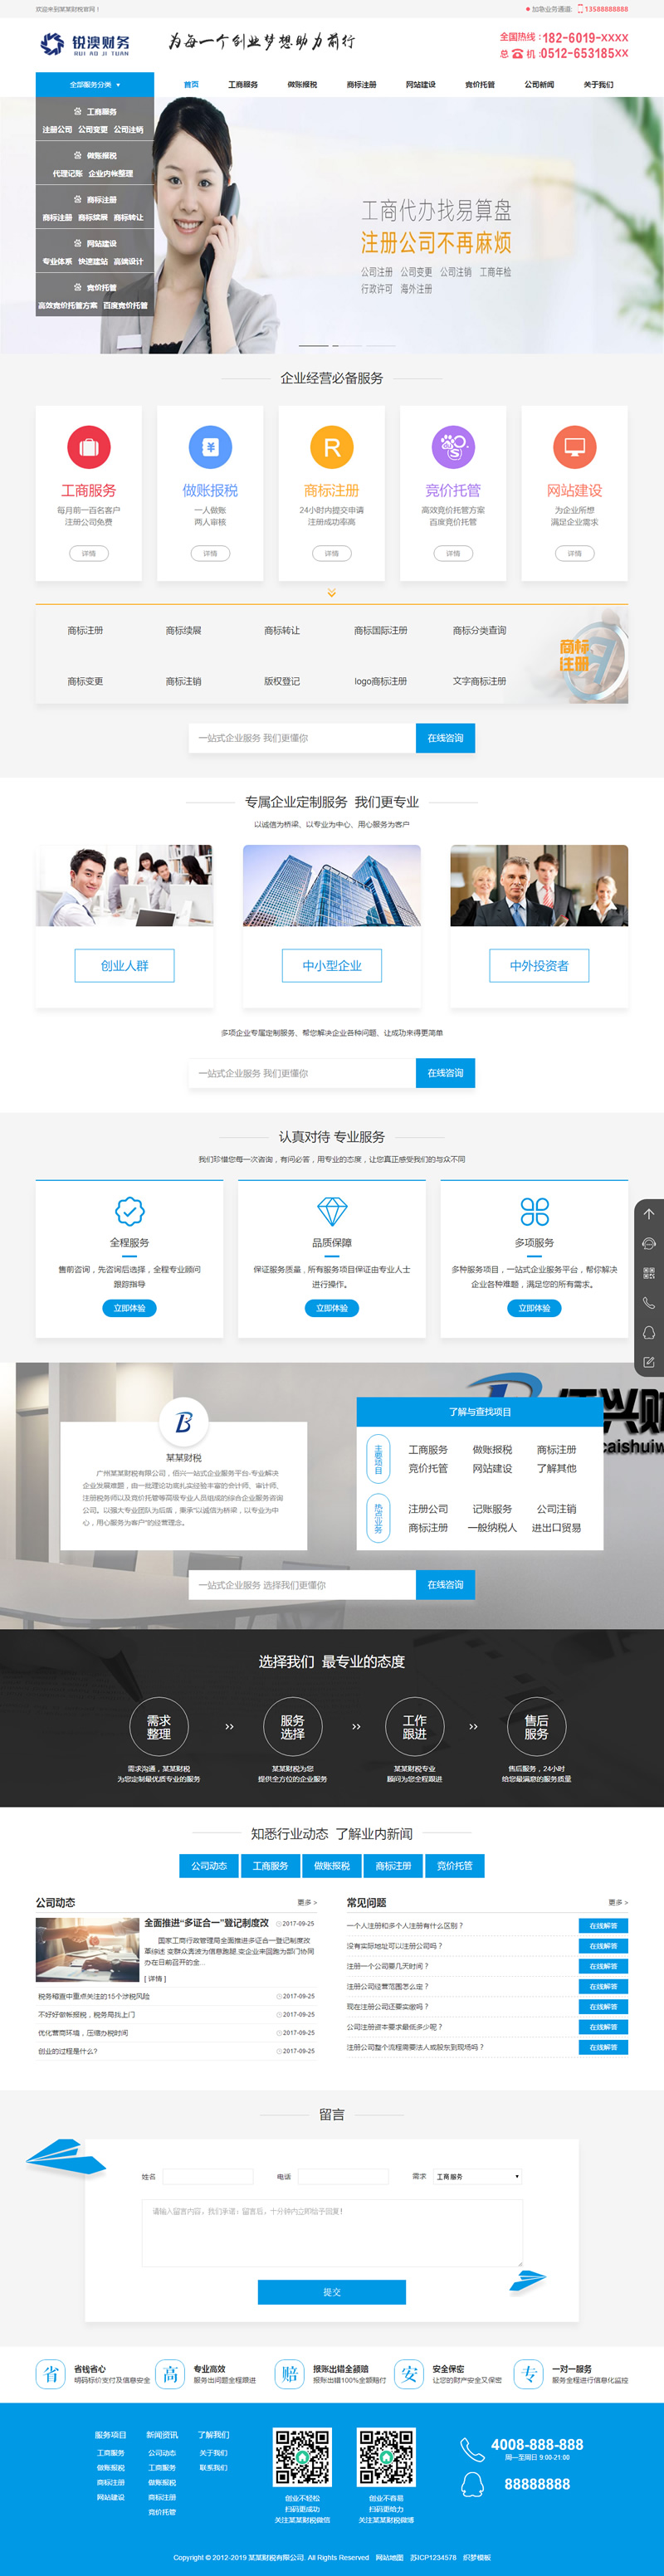 欢迎来到某某财税官网！
加急业务通道: 13588888888
锐澳财务
RUI AO JI TUAN
为每一个创业梦想助力前行
全国热线：182-6019-XXXX
总 机:0512-653185XX
全部服务分类
首页 工商服务 做账报税 商标注册 网站建设 竞价托管 公司新闻 关于我们
工商服务
注册公司 公司变更 公司注销
做账报税
代理记账 企业内帐整理
商标注册
商标注册 商标续展 商标转让
网站建设
专业体系 快速建站 高端设计
竞价托管
高效竞价托管方案 百度竞价托管
工商代办找易算盘
注册公司不再麻烦
公司注册 公司变更 公司注销 工商年检
行政许可 海外注册
企业经营必备服务
工商服务 做账报税 商标注册 竞价托管 网站建设
每月前一百名客户 一人做账 24小时内提交申请 高效竞价托管方案 为企业所想
注册公司免费 两人审核 注册成功率高 百度竞价托管 满足企业需求
详情 详情 详情 详情 详情
商标注册 商标续展 商标转让 商标国际注册 商标分类查询
商标
注册
商标变更 商标注销 版权登记 logo商标注册 文字商标注册
一站式企业服务 我们更懂你 在线咨询
专属企业定制服务 我们更专业
以诚信为桥梁、以专业为中心、用心服务为客户
创业人群 中小型企业 中外投资者
多项企业专属定制服务、帮您解决企业各种问题、让成功来得更简单
一站式企业服务 我们更懂你 在线咨询
认真对待 专业服务
我们珍惜您每一次咨询，有问必答，用专业的态度，让您真正感受我们的与众不同
全程服务 品质保障 多项服务
售前咨询，先咨询后选择，全程专业顾问 保证服务质量，所有服务项目保证由专业人士 多种服务项目，一站式企业服务平台，帮你解决
跟踪指导 进行操作。 企业各种难题，满足您的所有需求。
立即体验 立即体验 立即体验
caishuiw
某某财税
广州某某财税有限公司，佰兴一站式企业服务平台-专业解决
企业发展难题，由一批理论功底扎实经验丰富的会计师、审计师、
注册税务师以及竞价托管等高级专业人员组成的综合企业服务咨询
公司。以强大专业团队为后盾，秉承“以诚信为桥梁，以专业为中
心，用心服务为客户”的经营理念。
了解与查找项目
主要项目
工商服务 做账报税 商标注册
竞价托管 网站建设 了解其他
热点业务
注册公司 记账服务 公司注销
商标注册 一般纳税人 进出口贸易
一站式企业服务 选择我们更懂你 在线咨询
选择我们 最专业的态度
需求 服务 工作 售后
整理 选择 跟进 服务
需求沟通，某某财税 某某财税为您 某某财税专业 售后服务，24小时
为您定制最优质专业的服务 提供全方位的企业服务 顾问为您全程跟进 给您最满意的服务质量
知悉行业动态 了解业内新闻
公司动态 工商服务 做账报税 商标注册 竞价托管
公司动态 更多 >
全面推进“多证合一”登记制度改 2017-09-25
国家工商行政管理局全面推进多证合一登记制度改
革综述 变群众奔波为信息跑腿 变企业来回跑为部门协同
办在日前召开的全...
[ 详情 ]
税务稽查中重点关注的15个涉税风险 2017-09-25
不好好做帐报税，税务局找上门 2017-09-25
优化营商环境，压缩办税时间 2017-09-25
创业的过程是什么? 2017-09-25
常见问题 更多 >
一个人注册和多个人注册有什么区别？ 在线解答
没有实际地址可以注册公司吗？ 在线解答
注册一个公司要几天时间？ 在线解答
注册公司经营范围怎么定？ 在线解答
现在注册公司还要实缴吗？ 在线解答
公司注册资本要求最低多少呢？ 在线解答
注册公司整个流程需要法人或股东到现场吗？ 在线解答
留言
姓名 电话 需求 工商服务
请输入留言内容，我们承诺：留言后，十分钟内立即给予回复！
提交
省 省钱省心 高 专业高效 赔 报账出错全额赔 安 安全保密 专 一对一服务
明码标价支付及信息安全 服务出问题全程跟进 报账出错100%全额赔付 让您的财产安全又保密 服务全程进行信息化监控
服务项目 新闻资讯 了解我们
工商服务 公司动态 关于我们
做账报税 工商服务 联系我们
商标注册 做账报税
网站建设 商标注册
竞价托管
创业不轻松 创业不容易
扫码更成功 扫码更给力
关注某某财税微信 关注某某财税微博
4008-888-888
周一至周日 9:00-21:00
88888888
Copyright © 2012-2019 某某财税有限公司. All Rights Reserved 网站地图 苏ICP1234578 织梦模板